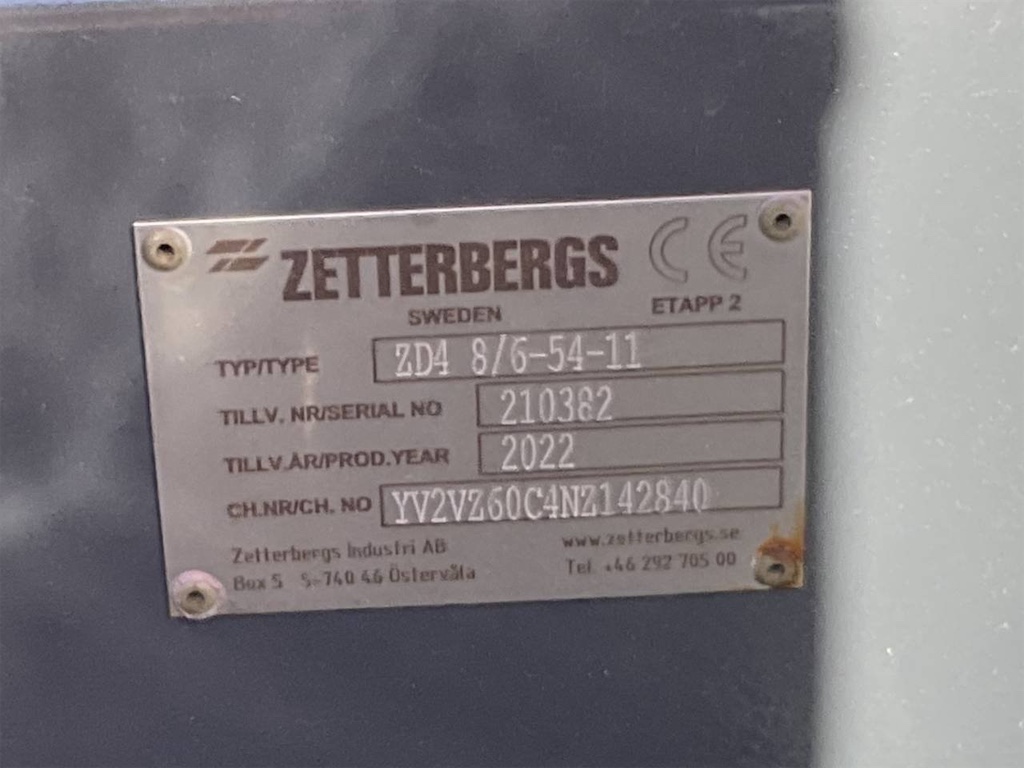 ZETTERBERGS
CE
SWEDEN
ETAPP 2
TYP/TYPE ZD4 8/6-54-11
TILLV. NR/SERIAL NO 210382
TILLV.ÅR/PROD.YEAR 2022
CH.NR/CH. NO YV2VZ60C4NZ142840
Zetterbergs Industri AB www.zetterbergs.se
Box 5 S-740 46 Östervåla Tel. +46 292 705 00